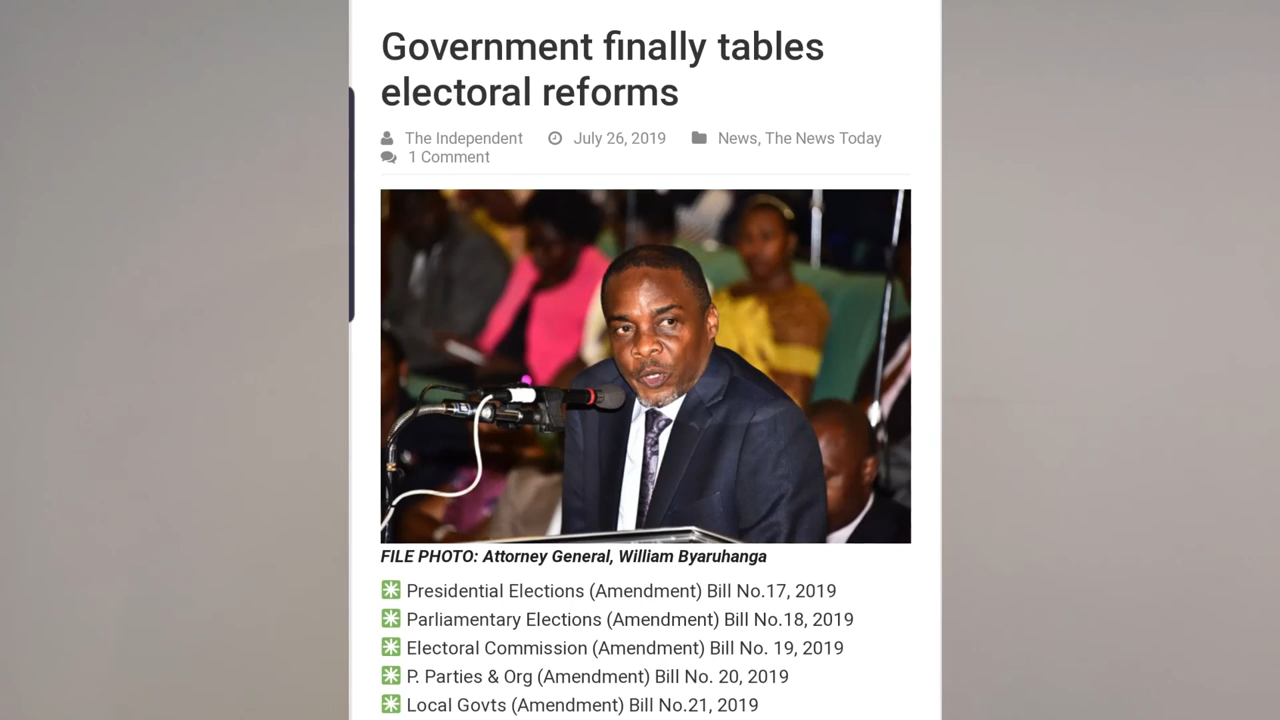 Government finally tables
electoral reforms
The Independent July 26, 2019 News, The News Today
1 Comment
FILE PHOTO: Attorney General, William Byaruhanga
Presidential Elections (Amendment) Bill No.17, 2019
Parliamentary Elections (Amendment) Bill No.18, 2019
Electoral Commission (Amendment) Bill No. 19, 2019
P. Parties & Org (Amendment) Bill No. 20, 2019
Local Govts (Amendment) Bill No.21, 2019